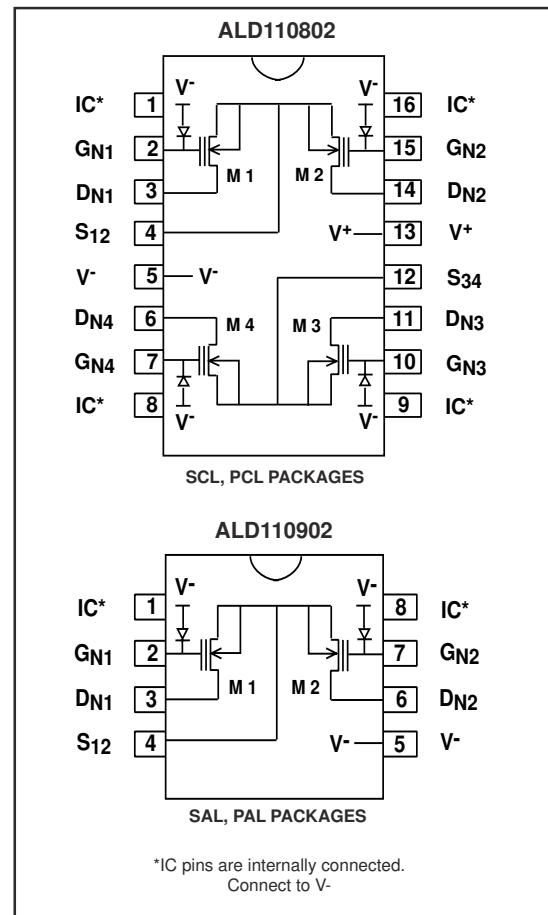 ALD110802
V- V-
IC* 1 16 IC*
GN1 2 15 GN2
M 1 M 2
DN1 3 14 DN2
S12 4 V+ 13 V+
V- 5 V- 12 S34
DN4 6 M 4 M 3 11 DN3
GN4 7 10 GN3
IC* 8 V- V- 9 IC*
SCL, PCL PACKAGES
ALD110902
V- V-
IC* 1 8 IC*
GN1 2 7 GN2
M 1 M 2
DN1 3 6 DN2
S12 4 V- 5 V-
SAL, PAL PACKAGES
*IC pins are internally connected.
Connect to V-